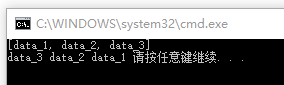 C:\WINDOWS\system32\cmd.exe
[data_1, data_2, data_3]
data_3 data_2 data_1 请按任意键继续. . .